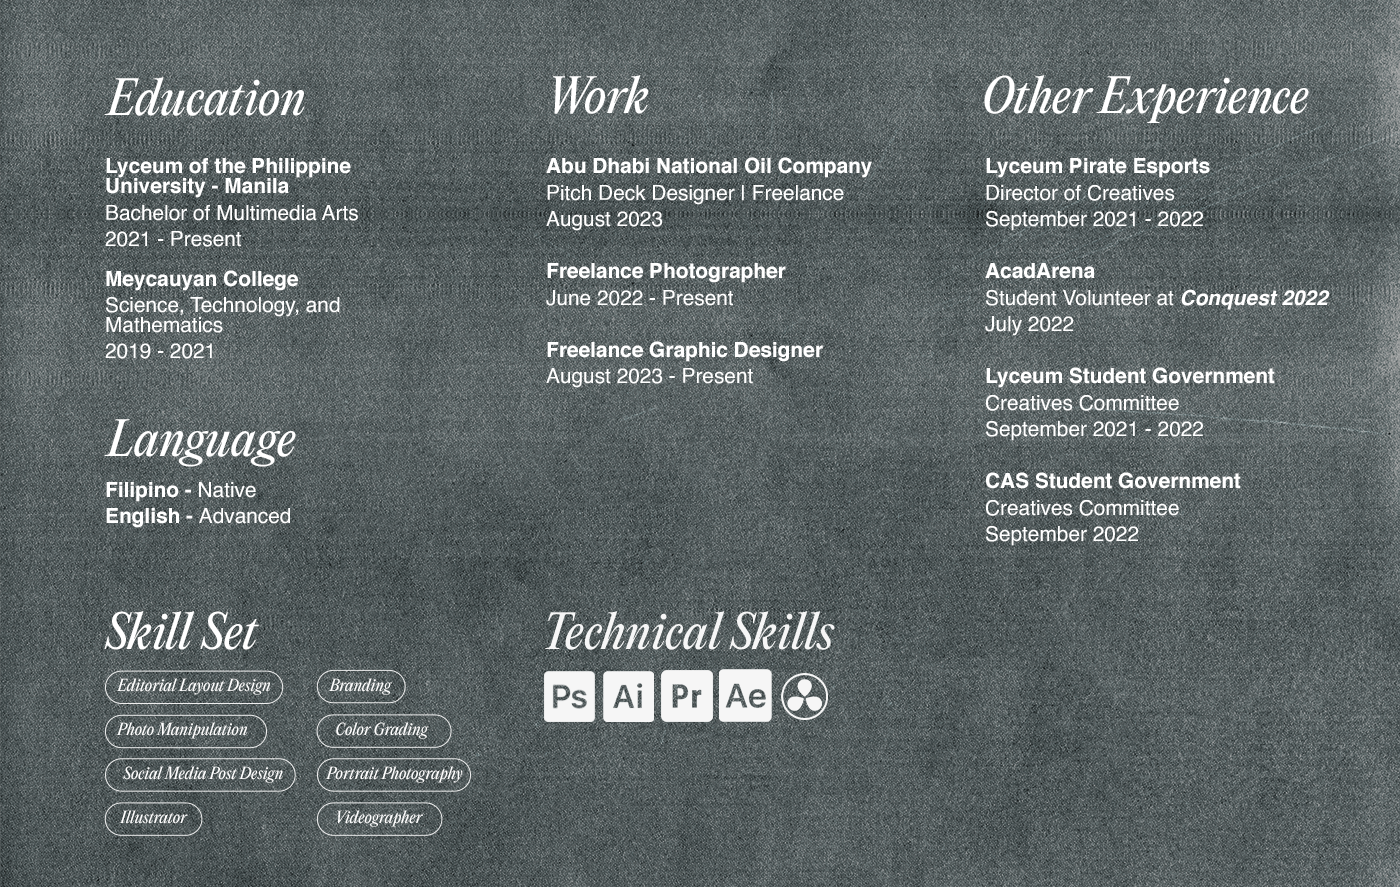 Education
Lyceum of the Philippine
University - Manila
Bachelor of Multimedia Arts
2021 - Present
Meycauyan College
Science, Technology, and
Mathematics
2019 - 2021
Language
Filipino - Native
English - Advanced
Work
Abu Dhabi National Oil Company
Pitch Deck Designer | Freelance
August 2023
Freelance Photographer
June 2022 - Present
Freelance Graphic Designer
August 2023 - Present
Other Experience
Lyceum Pirate Esports
Director of Creatives
September 2021 - 2022
AcadArena
Student Volunteer at Conquest 2022
July 2022
Lyceum Student Government
Creatives Committee
September 2021 - 2022
CAS Student Government
Creatives Committee
September 2022
Skill Set
Editorial Layout Design
Branding
Photo Manipulation
Color Grading
Social Media Post Design
Portrait Photography
Illustrator
Videographer
Technical Skills
Ps Ai Pr Ae